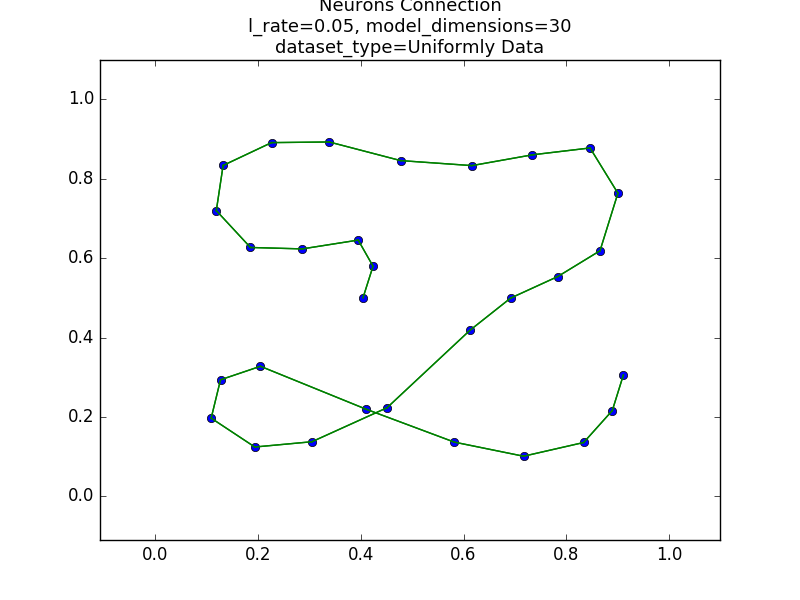 Neurons Connection
l_rate=0.05, model_dimensions=30
dataset_type=Uniformly Data
1.0
0.8
0.6
0.4
0.2
0.0
0.0 0.2 0.4 0.6 0.8 1.0